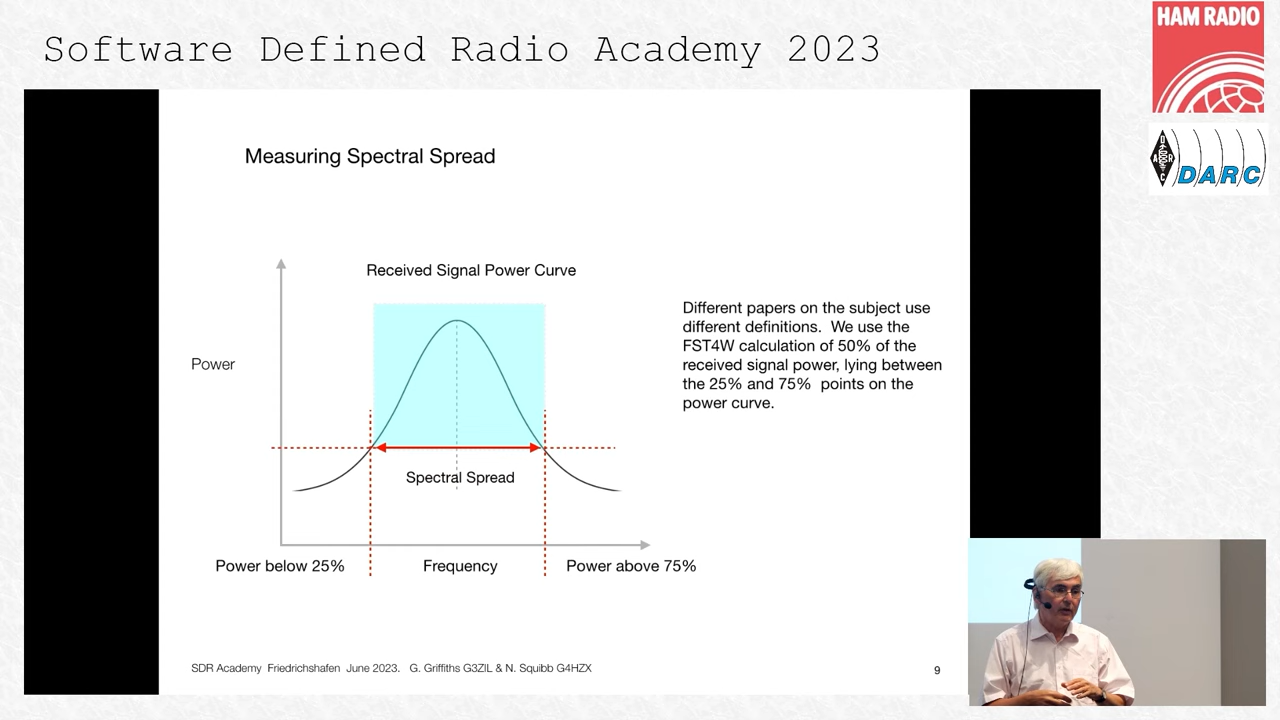 Software Defined Radio Academy 2023
HAM RADIO
DARC
DARC
Measuring Spectral Spread
Received Signal Power Curve
Power
Spectral Spread
Power below 25%
Frequency
Power above 75%
Different papers on the subject use
different definitions. We use the
FST4W calculation of 50% of the
received signal power, lying between
the 25% and 75% points on the
power curve.
SDR Academy Friedrichshafen June 2023. G. Griffiths G3ZIL & N. Squibb G4HZX
9